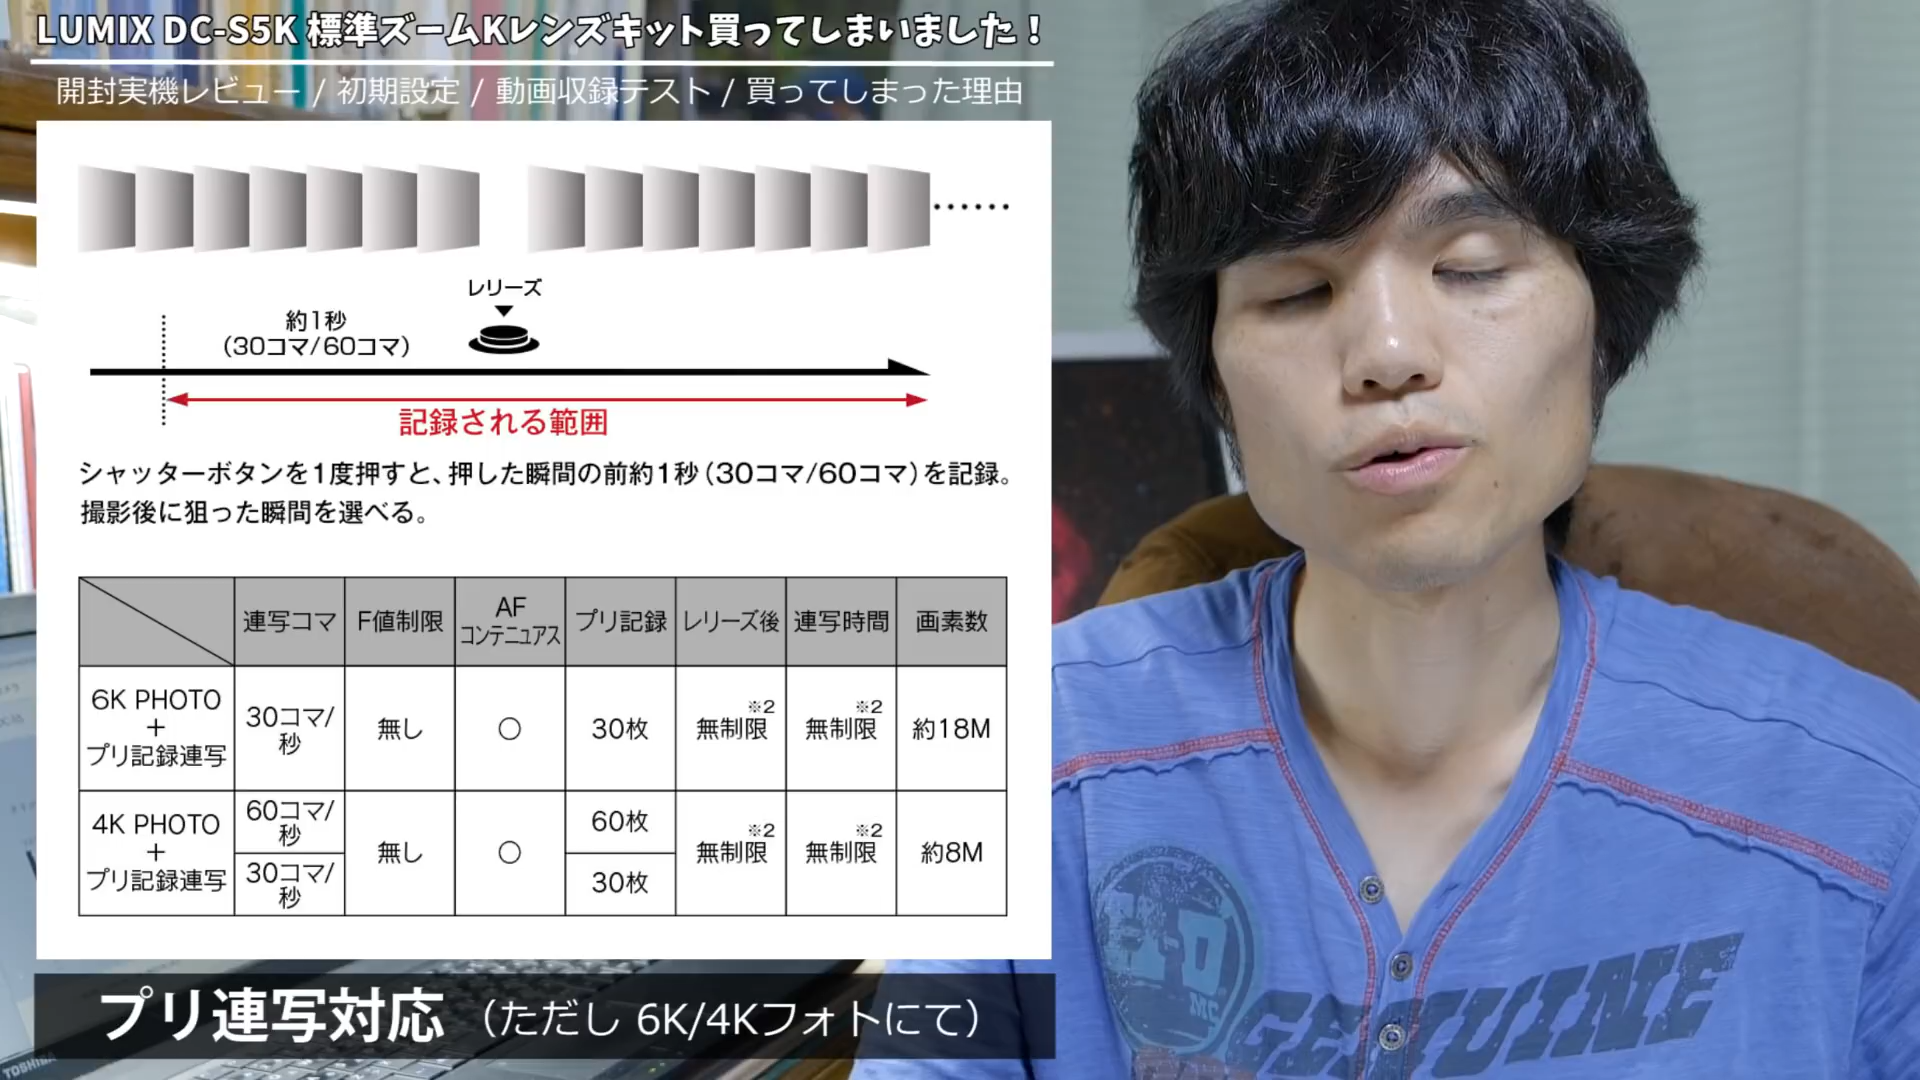 LUMIX DC-S5K 標準ズームKレンズキット買ってしまいました！
開封実機レビュー / 初期設定 / 動画収録テスト / 買ってしまった理由
レリーズ
約1秒
(30コマ/60コマ)
記録される範囲
シャッターボタンを1度押すと、押した瞬間の前約1秒(30コマ/60コマ)を記録。
撮影後に狙った瞬間を選べる。
連写コマ F値制限 AFコンテニュアス プリ記録 レリーズ後 連写時間 画素数
6K PHOTO + プリ記録連写 30コマ/秒 無し ○ 30枚 無制限※2 無制限※2 約18M
4K PHOTO + プリ記録連写 60コマ/秒 30コマ/秒 無し ○ 60枚 30枚 無制限※2 無制限※2 約8M
プリ連写対応（ただし 6K/4Kフォトにて）
TOSHIBA
MC
GENUINE